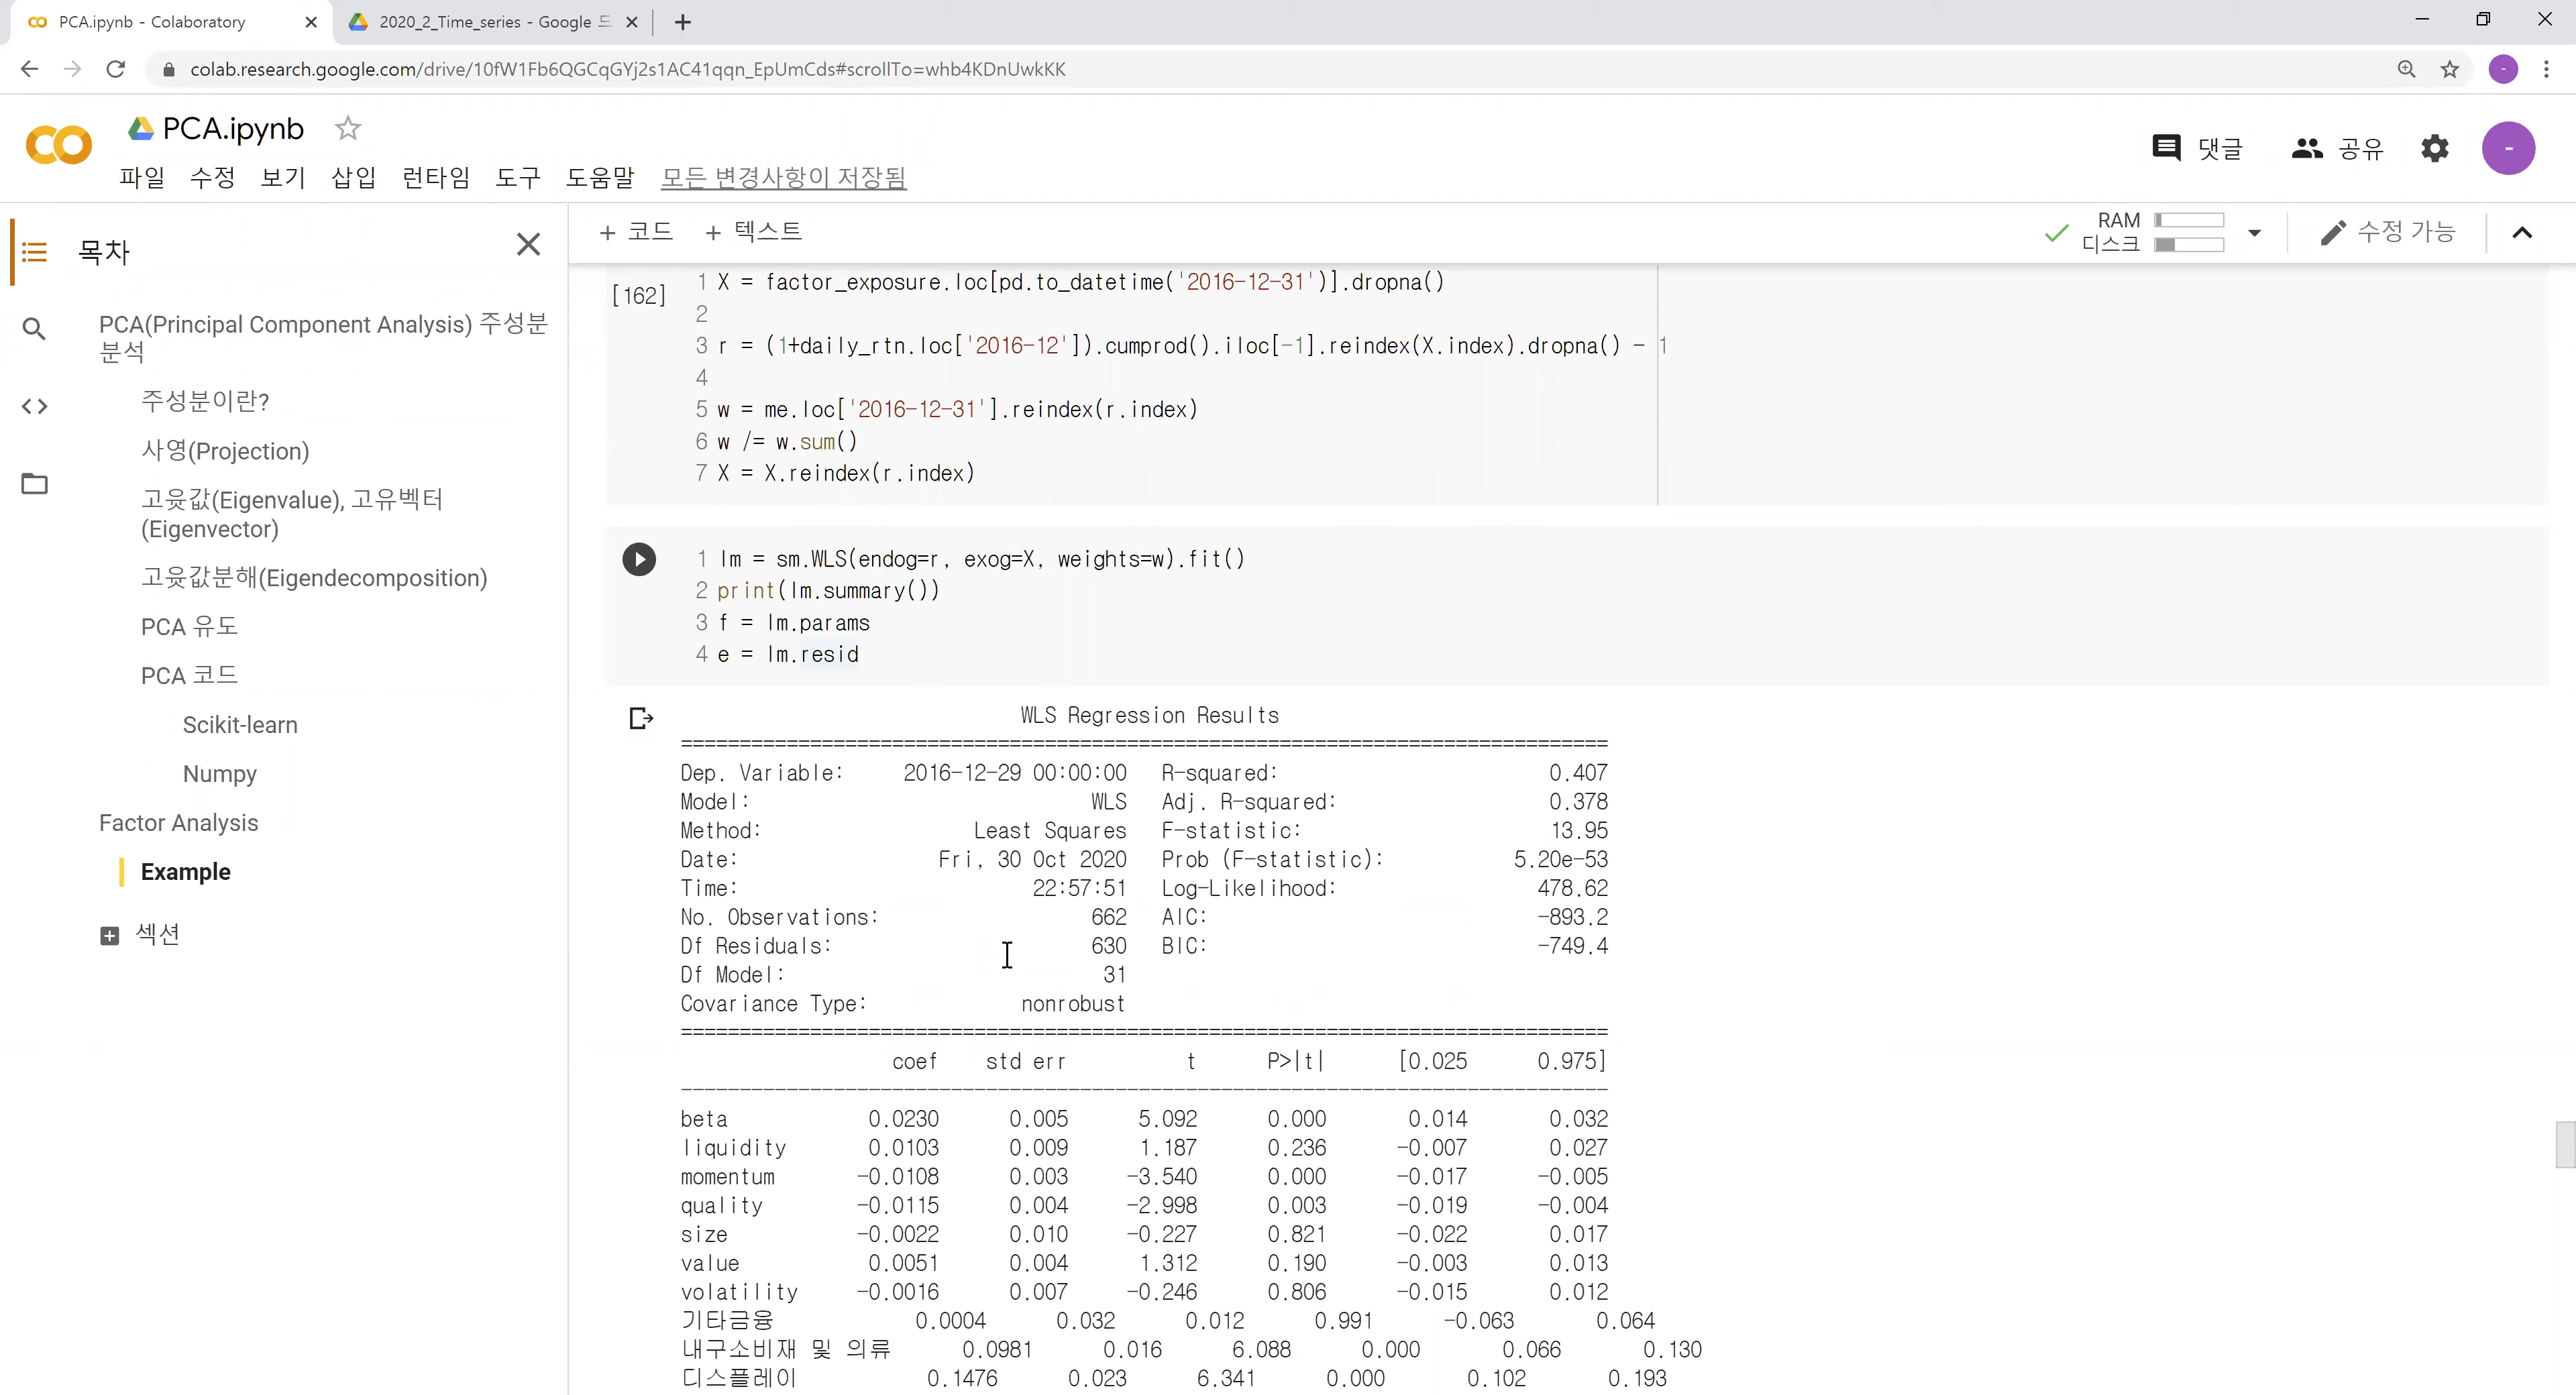 PCA.ipynb - Colaboratory
2020_2_Time_series - Google 드
colab.research.google.com/drive/10fW1Fb6QGCqGYj2s1AC41qqn_EpUmCds#scrollTo=whb4KDnUwkKK
PCA.ipynb
댓글 공유
파일 수정 보기 삽입 런타임 도구 도움말 모든 변경사항이 저장됨
목차
+ 코드 + 텍스트
RAM
디스크
수정 가능
PCA(Principal Component Analysis) 주성분
분석
주성분이란?
사영(Projection)
고윳값(Eigenvalue), 고유벡터
(Eigenvector)
고윳값분해(Eigendecomposition)
PCA 유도
PCA 코드
Scikit-learn
Numpy
Factor Analysis
Example
섹션
[162]
1 X = factor_exposure.loc[pd.to_datetime('2016-12-31')].dropna()
2
3 r = (1+daily_rtn.loc['2016-12']).cumprod().iloc[-1].reindex(X.index).dropna() - 1
4
5 w = me.loc['2016-12-31'].reindex(r.index)
6 w /= w.sum()
7 X = X.reindex(r.index)
1 lm = sm.WLS(endog=r, exog=X, weights=w).fit()
2 print(lm.summary())
3 f = lm.params
4 e = lm.resid
WLS Regression Results
==============================================================================
Dep. Variable: 2016-12-29 00:00:00 R-squared: 0.407
Model: WLS Adj. R-squared: 0.378
Method: Least Squares F-statistic: 13.95
Date: Fri, 30 Oct 2020 Prob (F-statistic): 5.20e-53
Time: 22:57:51 Log-Likelihood: 478.62
No. Observations: 662 AIC: -893.2
Df Residuals: 630 BIC: -749.4
Df Model: 31
Covariance Type: nonrobust
==============================================================================
coef std err t P>|t| [0.025 0.975]
------------------------------------------------------------------------------
beta 0.0230 0.005 5.092 0.000 0.014 0.032
liquidity 0.0103 0.009 1.187 0.236 -0.007 0.027
momentum -0.0108 0.003 -3.540 0.000 -0.017 -0.005
quality -0.0115 0.004 -2.998 0.003 -0.019 -0.004
size -0.0022 0.010 -0.227 0.821 -0.022 0.017
value 0.0051 0.004 1.312 0.190 -0.003 0.013
volatility -0.0016 0.007 -0.246 0.806 -0.015 0.012
기타금융 0.0004 0.032 0.012 0.991 -0.063 0.064
내구소비재 및 의류 0.0981 0.016 6.088 0.000 0.066 0.130
디스플레이 0.1476 0.023 6.341 0.000 0.102 0.193